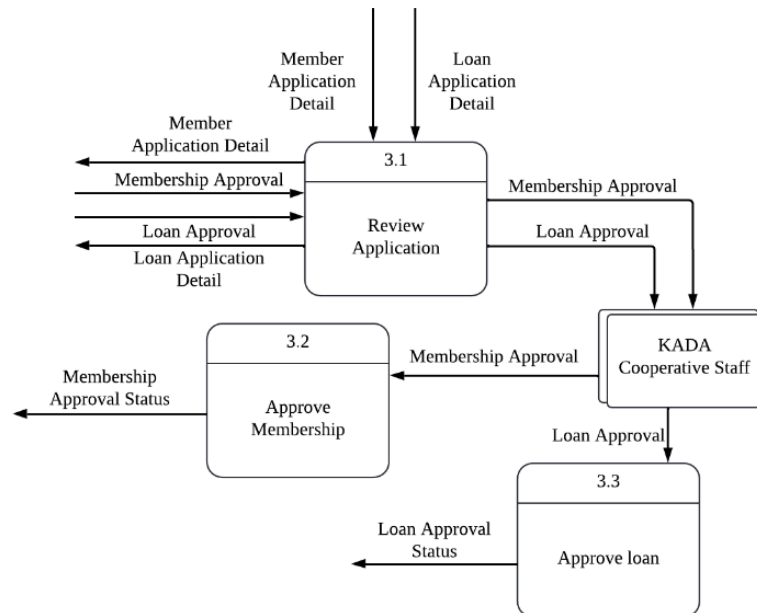 Member
Application
Detail
Loan
Application
Detail
Member
Application Detail
Membership Approval
Loan Approval
Loan Application
Detail
3.1
Review
Application
Membership Approval
Loan Approval
KADA
Cooperative Staff
3.2
Approve
Membership
Membership Approval
Membership
Approval Status
Loan Approval
3.3
Approve loan
Loan Approval
Status